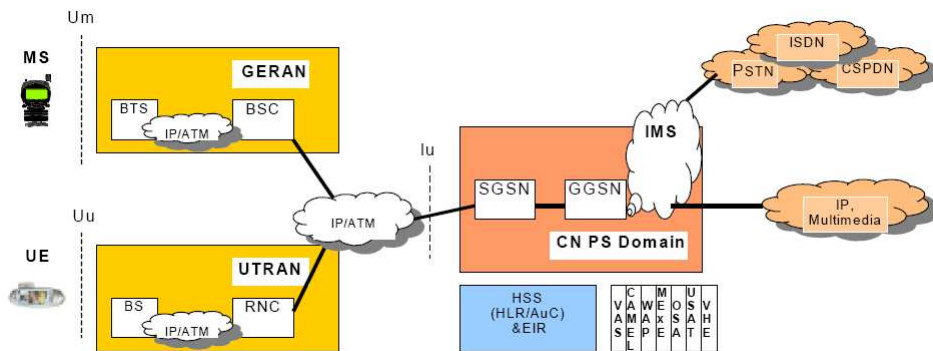 Um
MS
GERAN
BTS
BSC
IP/ATM
Uu
UE
UTRAN
BS
RNC
IP/ATM
IP/ATM
Iu
SGSN
GGSN
IMS
CN PS Domain
ISDN
PSTN
CSPDN
IP,
Multimedia
HSS
(HLR/AuC)
&EIR
VAS
CAMEL
WAP
MExE
OSA
USAT
VHE